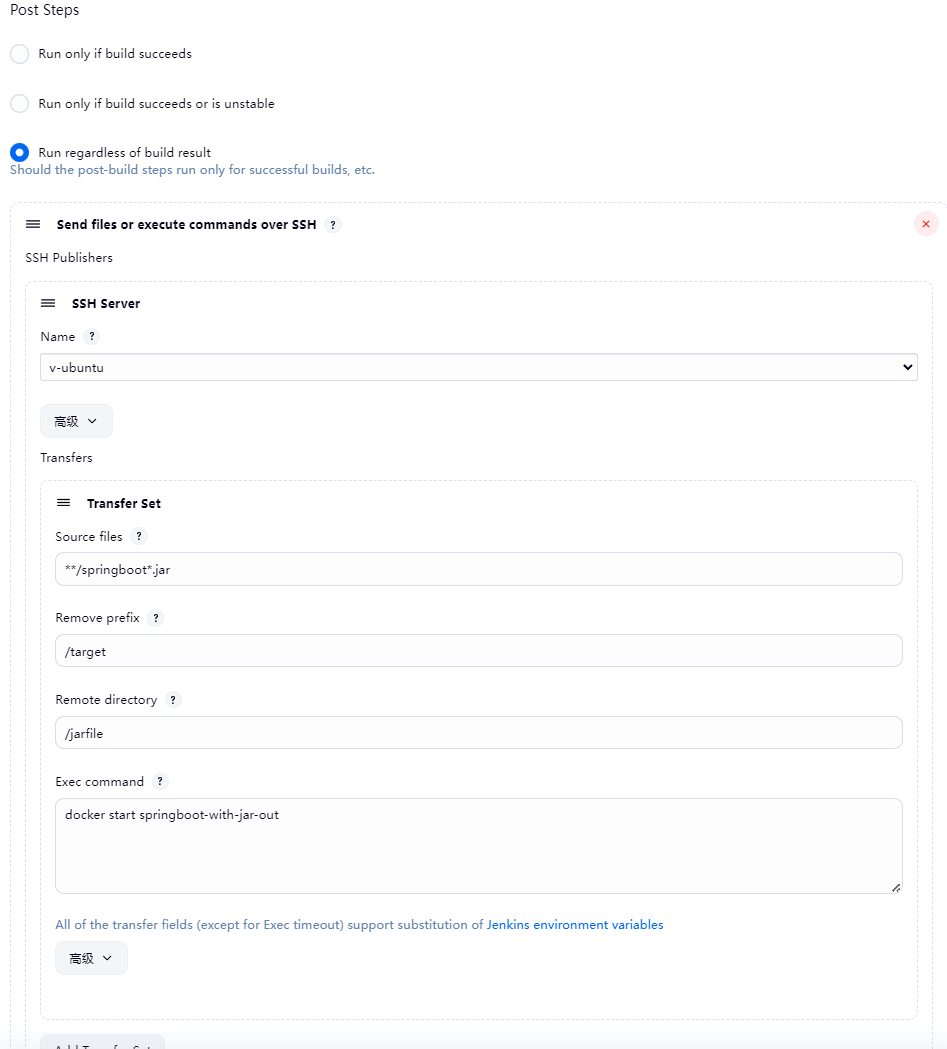 Post Steps
Run only if build succeeds
Run only if build succeeds or is unstable
Run regardless of build result
Should the post-build steps run only for successful builds, etc.
Send files or execute commands over SSH ?
SSH Publishers
SSH Server
Name ?
v-ubuntu
高级
Transfers
Transfer Set
Source files ?
**/springboot*.jar
Remove prefix ?
/target
Remote directory ?
/jarfile
Exec command ?
docker start springboot-with-jar-out
All of the transfer fields (except for Exec timeout) support substitution of Jenkins environment variables
高级
Add Transfer Set